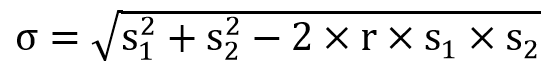 σ = √(s₁² + s₂² − 2 × r × s₁ × s₂)